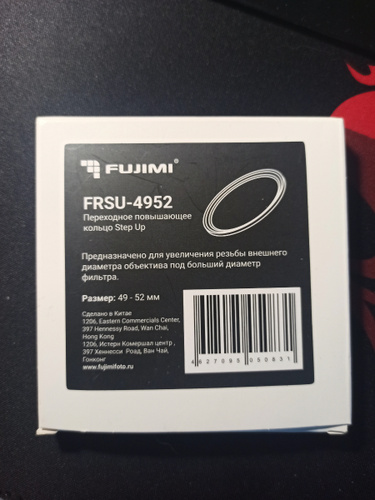 FUJIMI®
FRSU-4952
Переходное повышающее
кольцо Step Up
Предназначено для увеличения резьбы внешнего
диаметра объектива под больший диаметр
фильтра.
Размер: 49 - 52 мм
Сделано в Китае
1206, Eastern Commercials Center,
397 Hennessy Road, Wan Chai,
Hong Kong
1206, Истерн Комершал центр ,
397 Хеннесси Роад, Ван Чай,
Гонконг
www.fujimifoto.ru
4627095050831